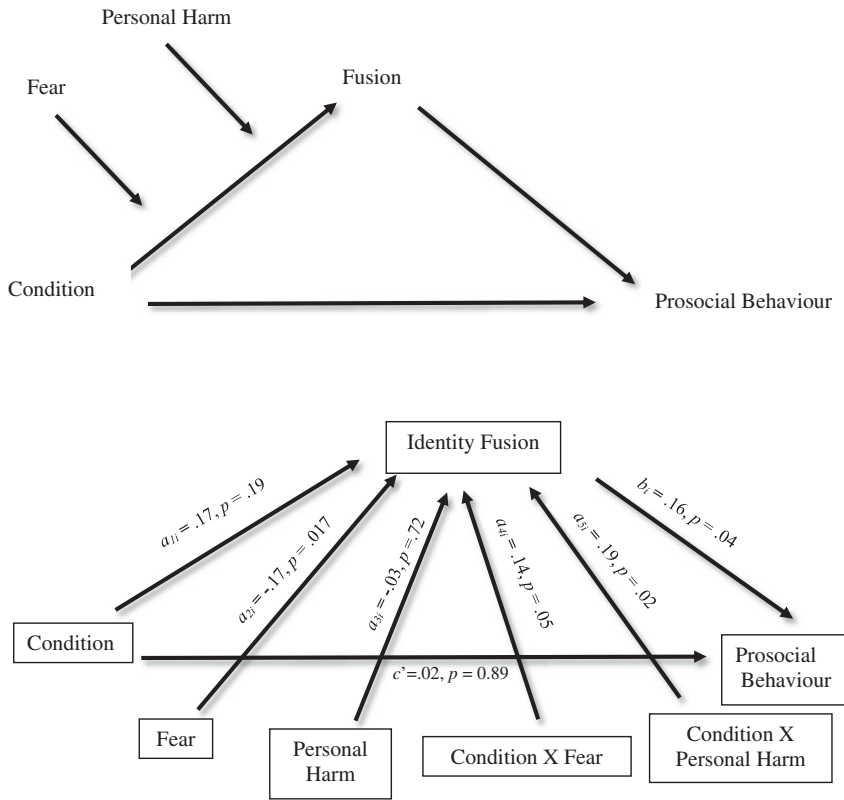 Personal Harm
Fear
Fusion
Condition
Prosocial Behaviour
Identity Fusion
a1i = .17, p = .19
a2i = -.17, p = .017
a3i = -.03, p = .72
a4i = .14, p = .05
a5i = .19, p = .02
bi = .16, p = .04
Condition
c’=.02, p = 0.89
Prosocial
Behaviour
Fear
Personal
Harm
Condition X Fear
Condition X
Personal Harm